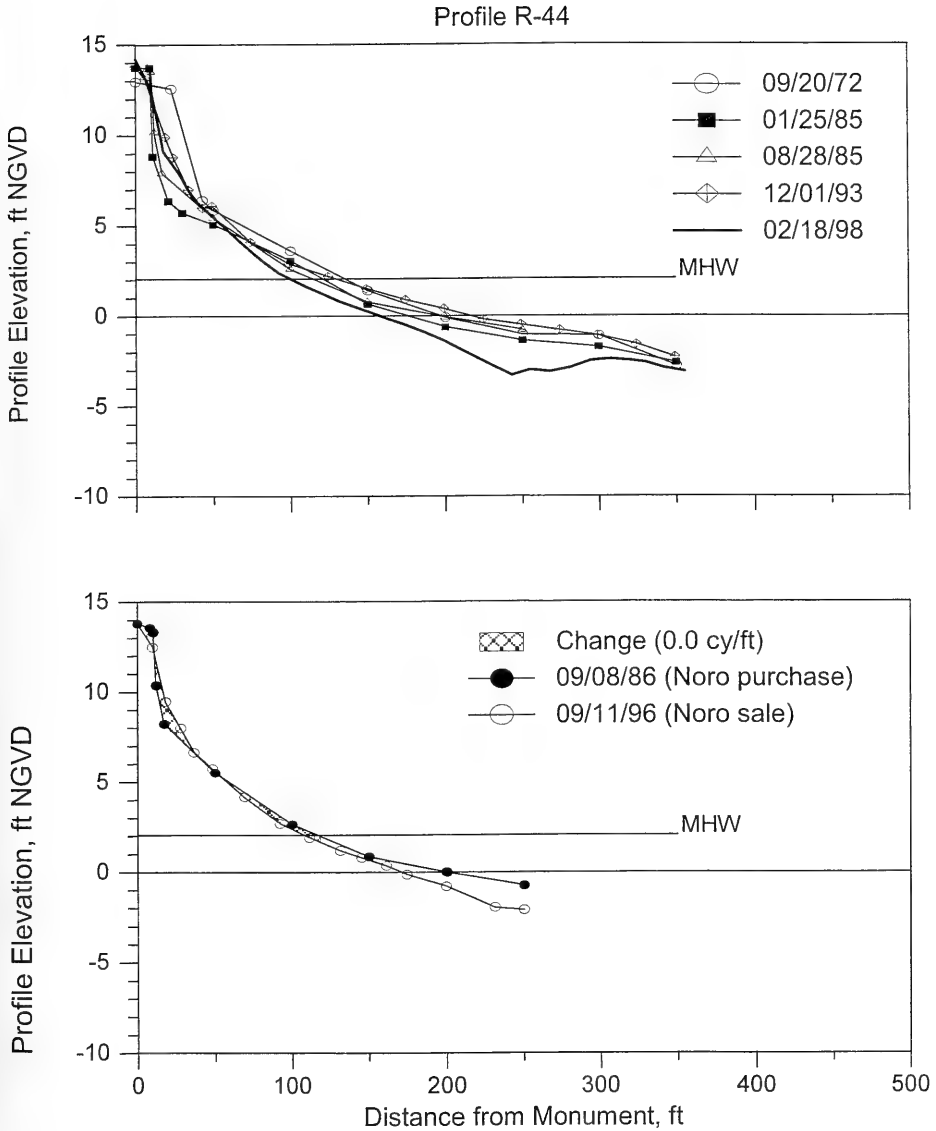 Profile R-44
Profile Elevation, ft NGVD
15
10
5
0
-5
-10
09/20/72
01/25/85
08/28/85
12/01/93
02/18/98
MHW
Profile Elevation, ft NGVD
15
10
5
0
-5
-10
Change (0.0 cy/ft)
09/08/86 (Noro purchase)
09/11/96 (Noro sale)
MHW
0 100 200 300 400 500
Distance from Monument, ft